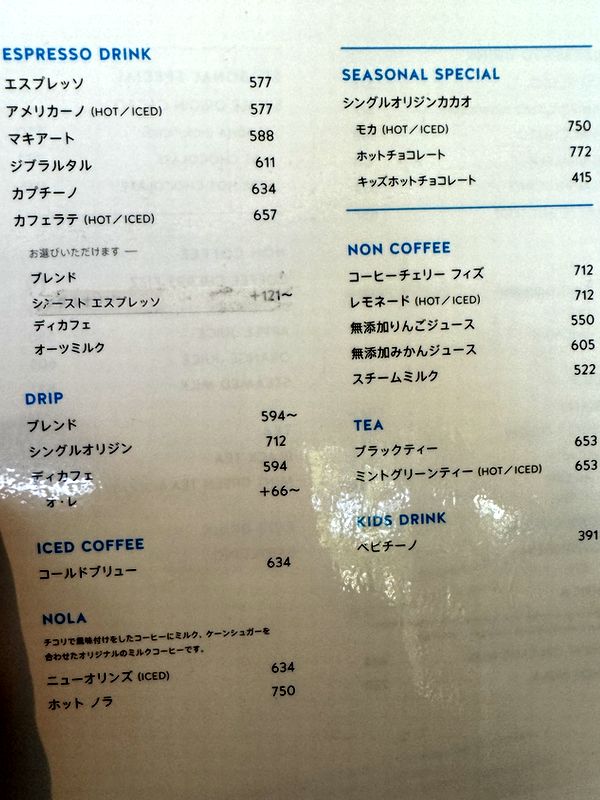 ESPRESSO DRINK
エスプレッソ 577
アメリカーノ (HOT/ICED) 577
マキアート 588
ジブラルタル 611
カプチーノ 634
カフェラテ (HOT/ICED) 657
お選びいただけます —
ブレンド
エスプレッソ +121〜
ディカフェ
オーツミルク
DRIP
ブレンド 594〜
シングルオリジン 712
ディカフェ 594
オ・レ +66〜
ICED COFFEE
コールドブリュー 634
NOLA
チコリで風味付けをしたコーヒーにミルク、ケーンシュガーを
合わせたオリジナルのミルクコーヒーです。
ニューオリンズ (ICED) 634
ホット ノラ 750
SEASONAL SPECIAL
シングルオリジンカカオ
モカ (HOT/ICED) 750
ホットチョコレート 772
キッズホットチョコレート 415
NON COFFEE
コーヒーチェリー フィズ 712
レモネード (HOT/ICED) 712
無添加りんごジュース 550
無添加みかんジュース 605
スチームミルク 522
TEA
ブラックティー 653
ミントグリーンティー (HOT/ICED) 653
KIDS DRINK
ベビチーノ 391